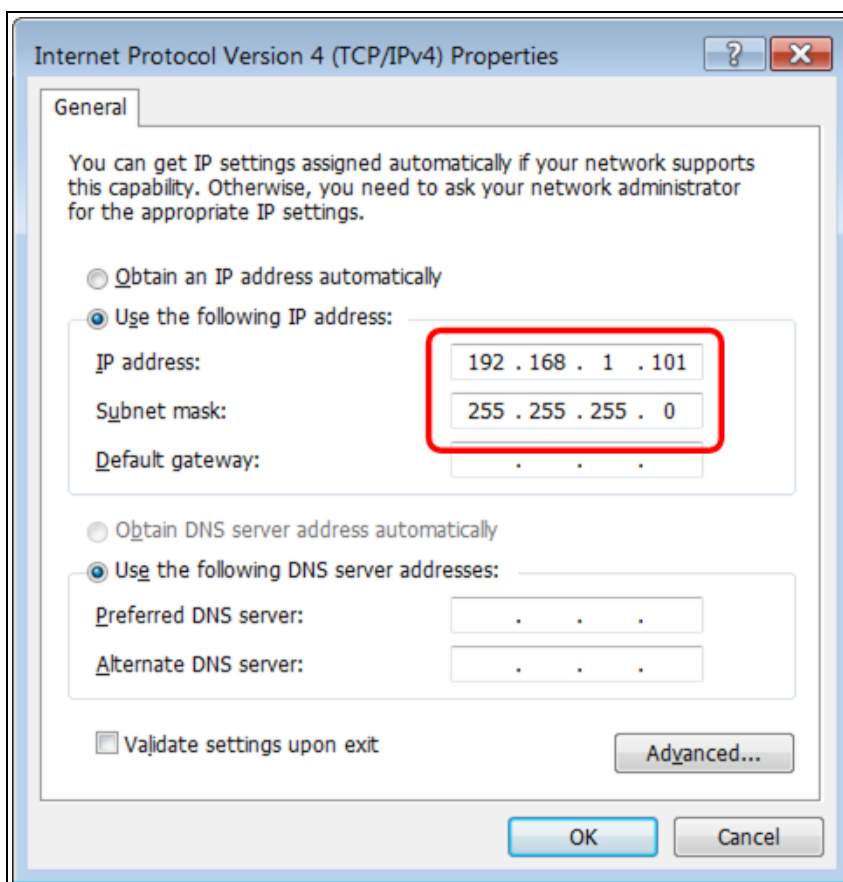 Internet Protocol Version 4 (TCP/IPv4) Properties
General
You can get IP settings assigned automatically if your network supports
this capability. Otherwise, you need to ask your network administrator
for the appropriate IP settings.
Obtain an IP address automatically
Use the following IP address:
IP address: 192 . 168 . 1 . 101
Subnet mask: 255 . 255 . 255 . 0
Default gateway: . . .
Obtain DNS server address automatically
Use the following DNS server addresses:
Preferred DNS server: . . .
Alternate DNS server: . . .
Validate settings upon exit
Advanced...
OK Cancel